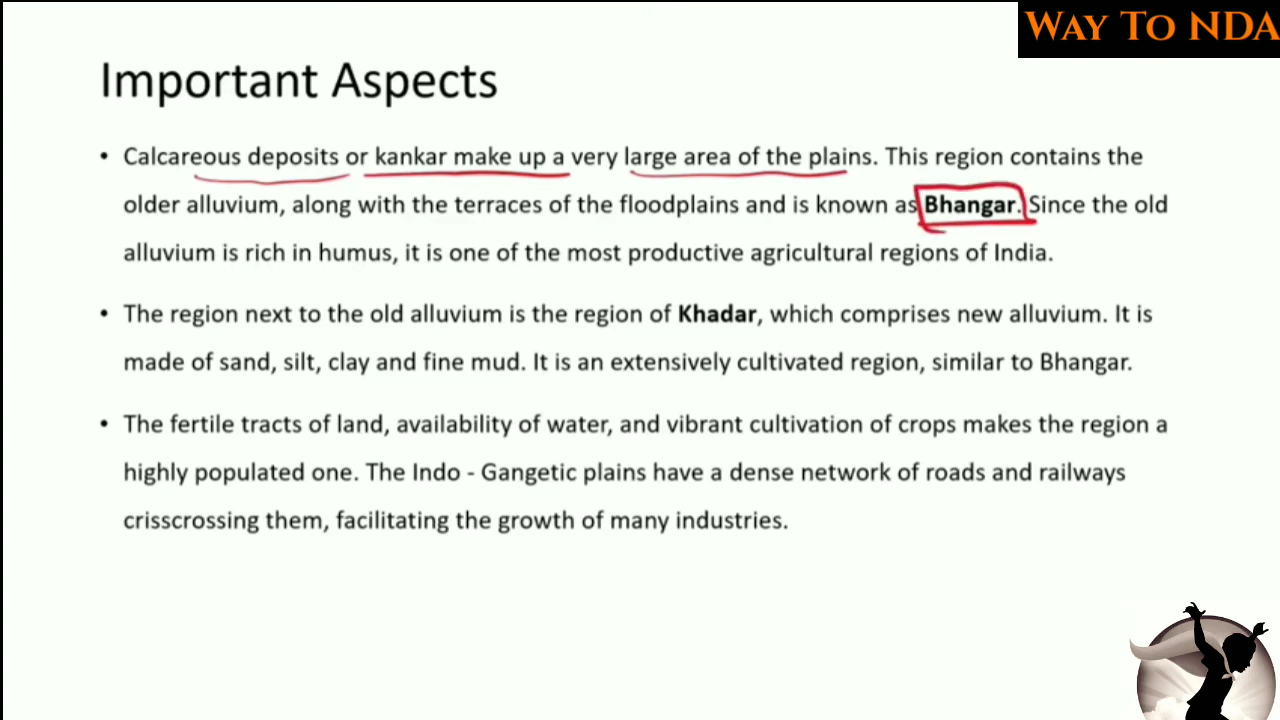 Way To NDA
Important Aspects
• Calcareous deposits or kankar make up a very large area of the plains. This region contains the
older alluvium, along with the terraces of the floodplains and is known as Bhangar. Since the old
alluvium is rich in humus, it is one of the most productive agricultural regions of India.
• The region next to the old alluvium is the region of Khadar, which comprises new alluvium. It is
made of sand, silt, clay and fine mud. It is an extensively cultivated region, similar to Bhangar.
• The fertile tracts of land, availability of water, and vibrant cultivation of crops makes the region a
highly populated one. The Indo - Gangetic plains have a dense network of roads and railways
crisscrossing them, facilitating the growth of many industries.